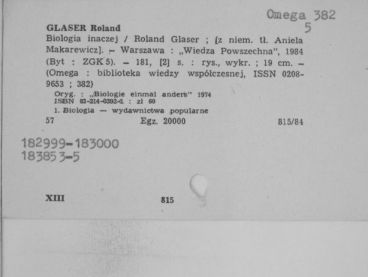 Omega 382
5
GLASER Roland
Biologia inaczej / Roland Glaser ; [z niem. tł. Aniela
Makarewicz]. — Warszawa : „Wiedza Powszechna", 1984
(Byt : ZGK 5). — 181, [2] s. : rys., wykr. ; 19 cm. —
(Omega : biblioteka wiedzy współczesnej, ISSN 0208-
9653 ; 382)
Oryg. : „Biologie einmal anders" 1974
ISBN 83-214-0392-1 : zł 60
1. Biologia — wydawnictwa popularne
57 Egz. 20000 815/84
182999-183000
183853-5
XIII 815